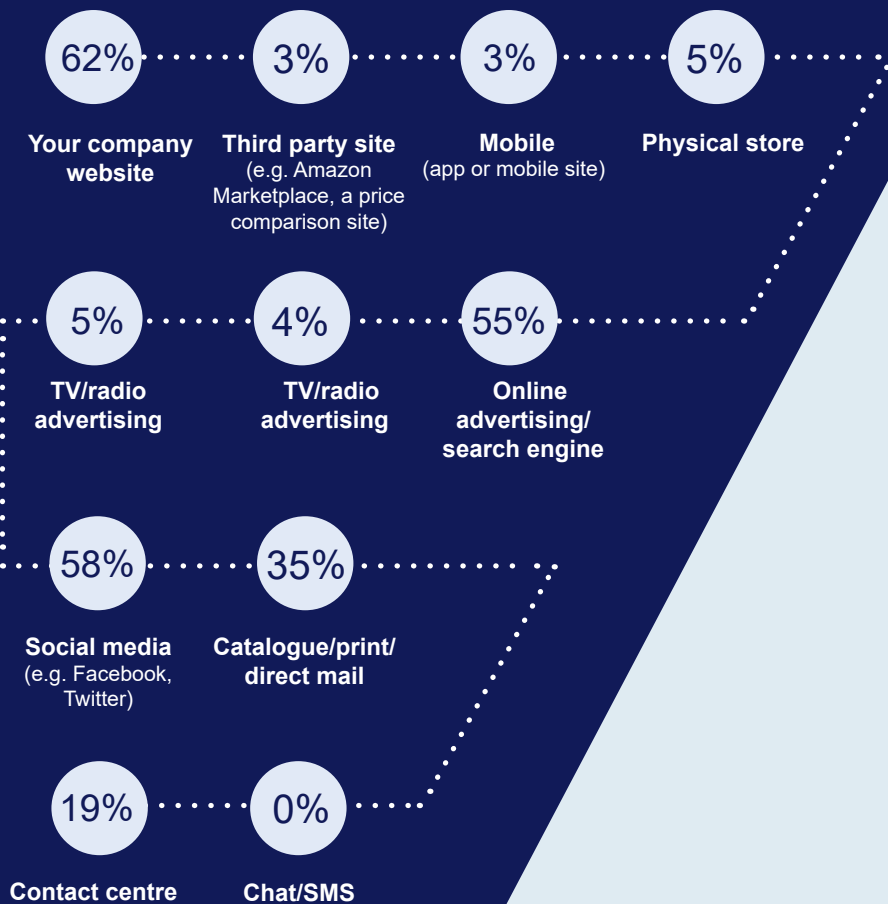 62%
3%
3%
5%
Your company
website
Third party site
(e.g. Amazon
Marketplace, a price
comparison site)
Mobile
(app or mobile site)
Physical store
5%
4%
55%
TV/radio
advertising
TV/radio
advertising
Online
advertising/
search engine
58%
35%
Social media
(e.g. Facebook,
Twitter)
Catalogue/print/
direct mail
19%
0%
Contact centre
Chat/SMS